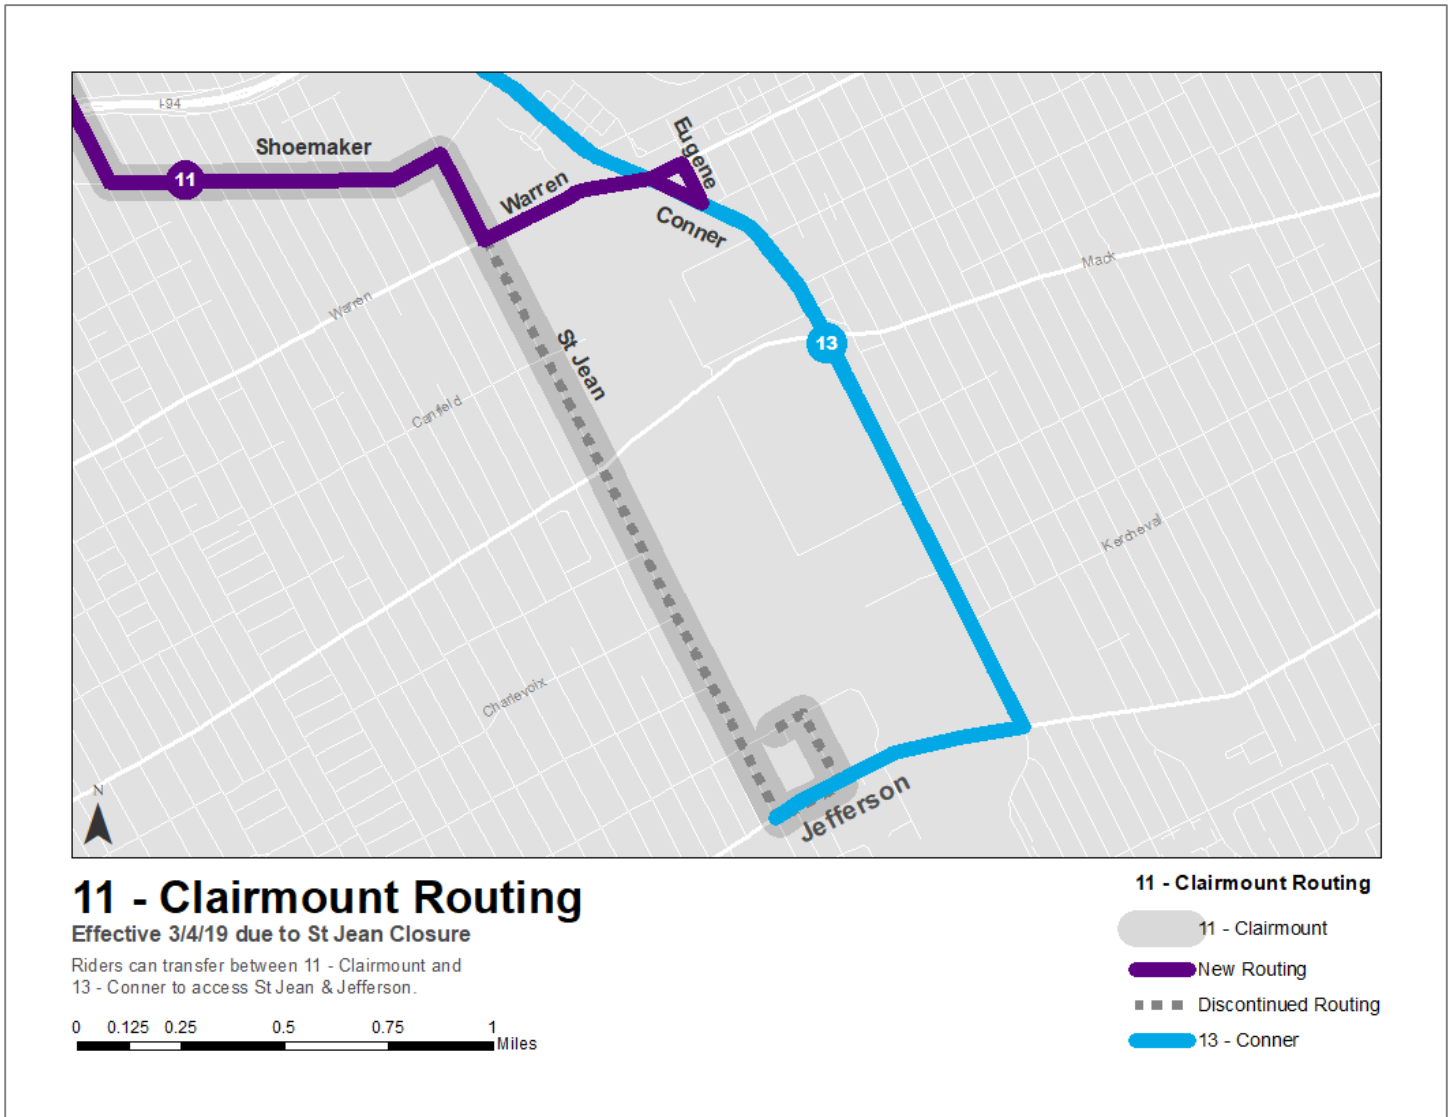 I-94
Shoemaker
11
Eugene
Warren
Conner
Mack
Warren
13
St Jean
Canfield
Kercheval
Charlevoix
N
Jefferson
11 - Clairmount Routing
Effective 3/4/19 due to St Jean Closure
Riders can transfer between 11 - Clairmount and
13 - Conner to access St Jean & Jefferson.
0 0.125 0.25 0.5 0.75 1
Miles
11 - Clairmount Routing
11 - Clairmount
New Routing
Discontinued Routing
13 - Conner